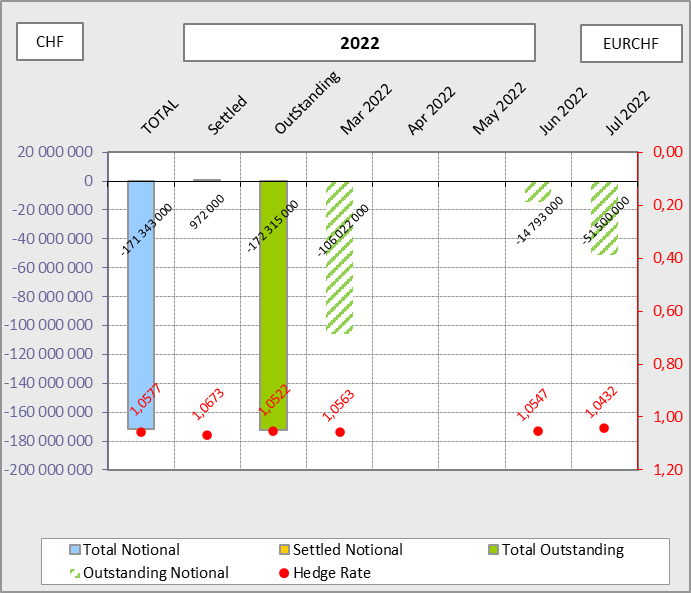 CHF
2022
EURCHF
TOTAL
Settled
OutStanding
Mar 2022
Apr 2022
May 2022
Jun 2022
Jul 2022
20 000 000
0
-20 000 000
-40 000 000
-60 000 000
-80 000 000
-100 000 000
-120 000 000
-140 000 000
-160 000 000
-180 000 000
-200 000 000
-171 343 000
972 000
-172 315 000
-106 022 000
-14 793 000
-51 500 000
1,0577
1,0673
1,0522
1,0563
1,0547
1,0432
0,00
0,20
0,40
0,60
0,80
1,00
1,20
Total Notional
Settled Notional
Total Outstanding
Outstanding Notional
Hedge Rate